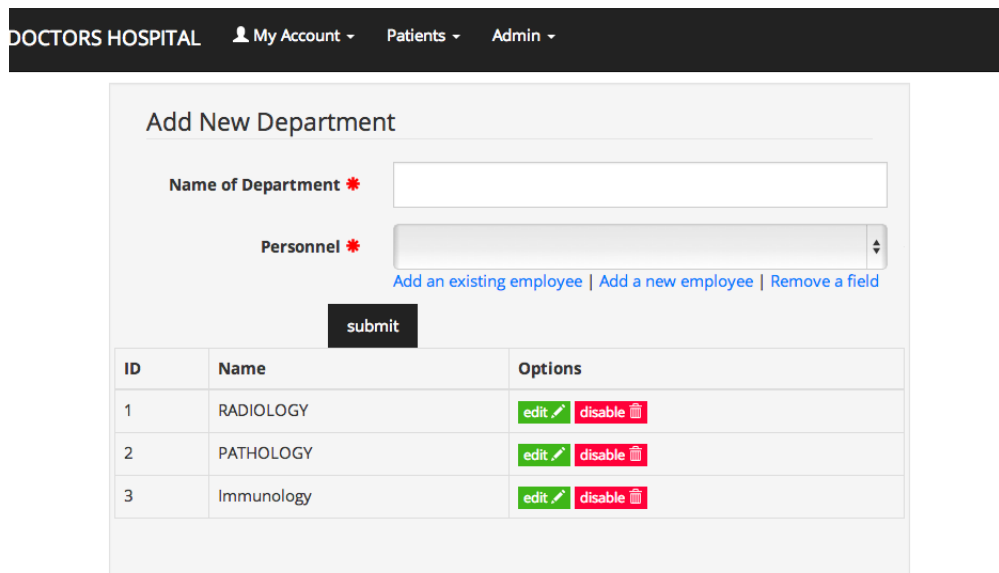 DOCTORS HOSPITAL My Account Patients Admin
Add New Department
Name of Department *
Personnel *
Add an existing employee | Add a new employee | Remove a field
submit
ID Name Options
1 RADIOLOGY edit disable
2 PATHOLOGY edit disable
3 Immunology edit disable